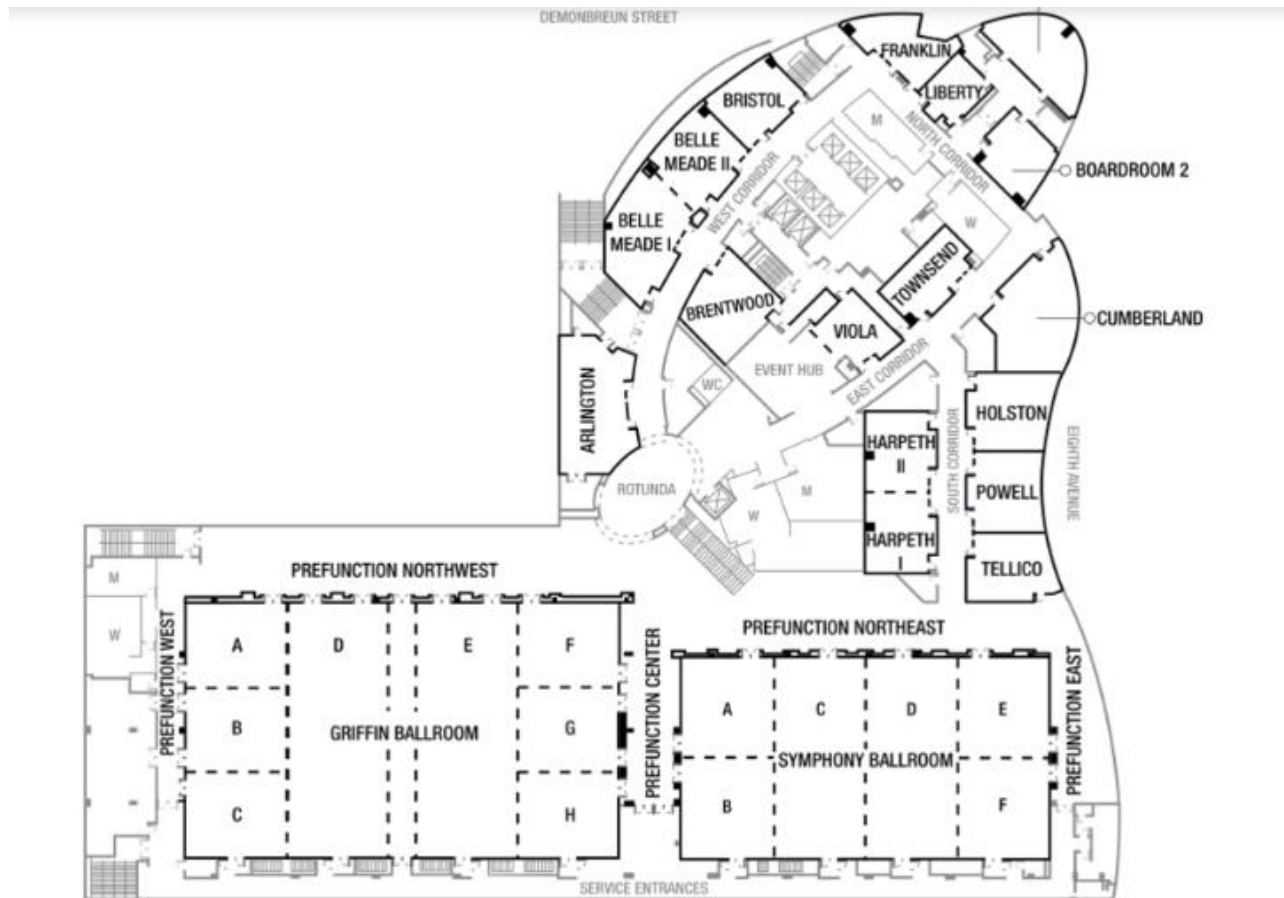 DEMONBREUN STREET
FRANKLIN
LIBERTY
BRISTOL
M
NORTH CORRIDOR
BELLE
MEADE II
BOARDROOM 2
WEST CORRIDOR
BELLE
MEADE I
W
TOWNSEND
BRENTWOOD
VIOLA
CUMBERLAND
EVENT HUB
EAST CORRIDOR
WC
ARLINGTON
HOLSTON
HARPETH
II
SOUTH CORRIDOR
EIGHTH AVENUE
ROTUNDA
M
POWELL
W
HARPETH
I
TELLICO
PREFUNCTION NORTHWEST
M
W
PREFUNCTION WEST
A
D
E
F
B
GRIFFIN BALLROOM
G
C
H
PREFUNCTION CENTER
PREFUNCTION NORTHEAST
PREFUNCTION EAST
A
C
D
E
SYMPHONY BALLROOM
B
F
SERVICE ENTRANCES